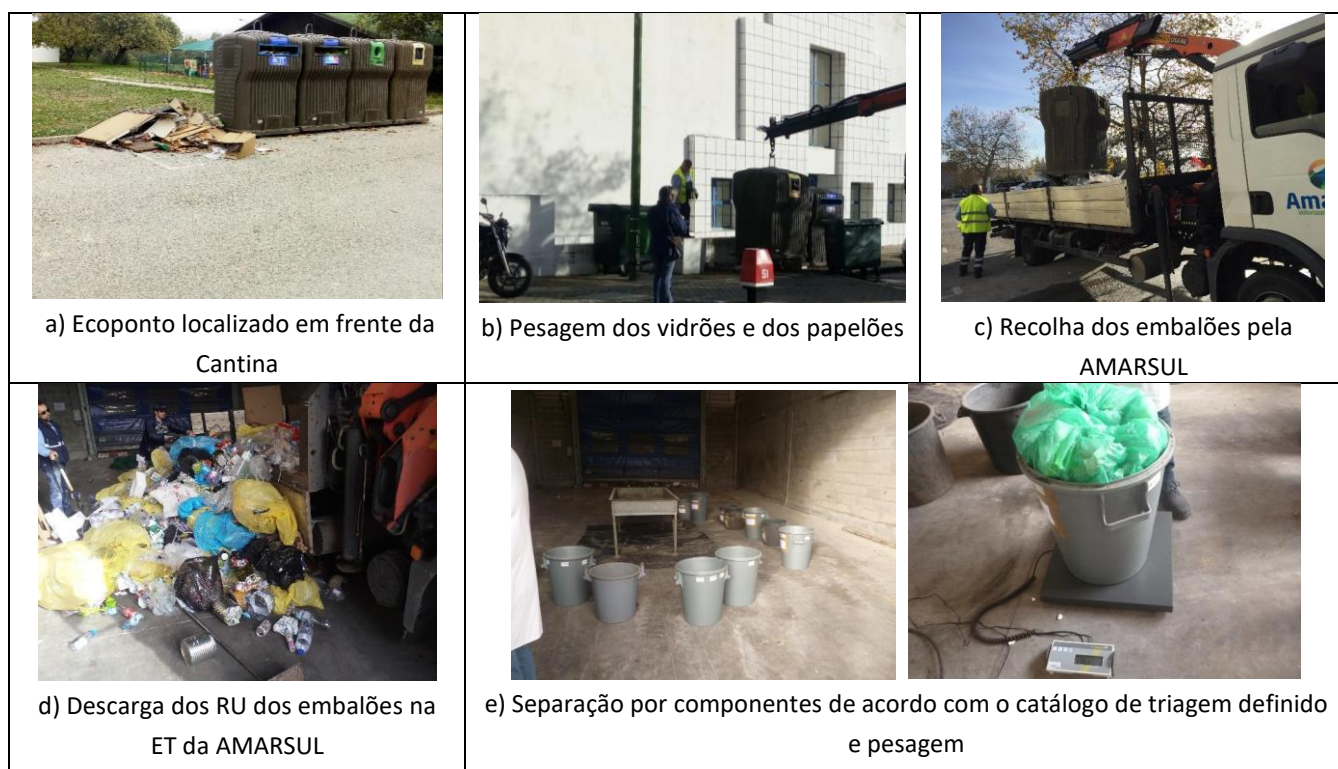 a) Ecoponto localizado em frente da
Cantina
b) Pesagem dos vidrões e dos papelões
c) Recolha dos embalões pela
AMARSUL
d) Descarga dos RU dos embalões na
ET da AMARSUL
e) Separação por componentes de acordo com o catálogo de triagem definido
e pesagem
SI
Ama